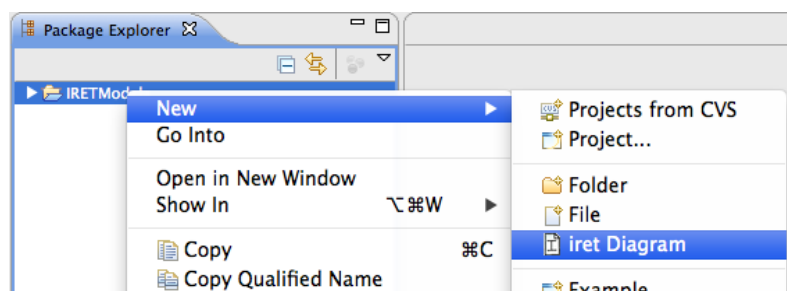 Package Explorer
IRETMod
New
Go Into
Open in New Window
Show In ⌥⌘W
Copy ⌘C
Copy Qualified Name
Projects from CVS
Project...
Folder
File
iret Diagram
Example